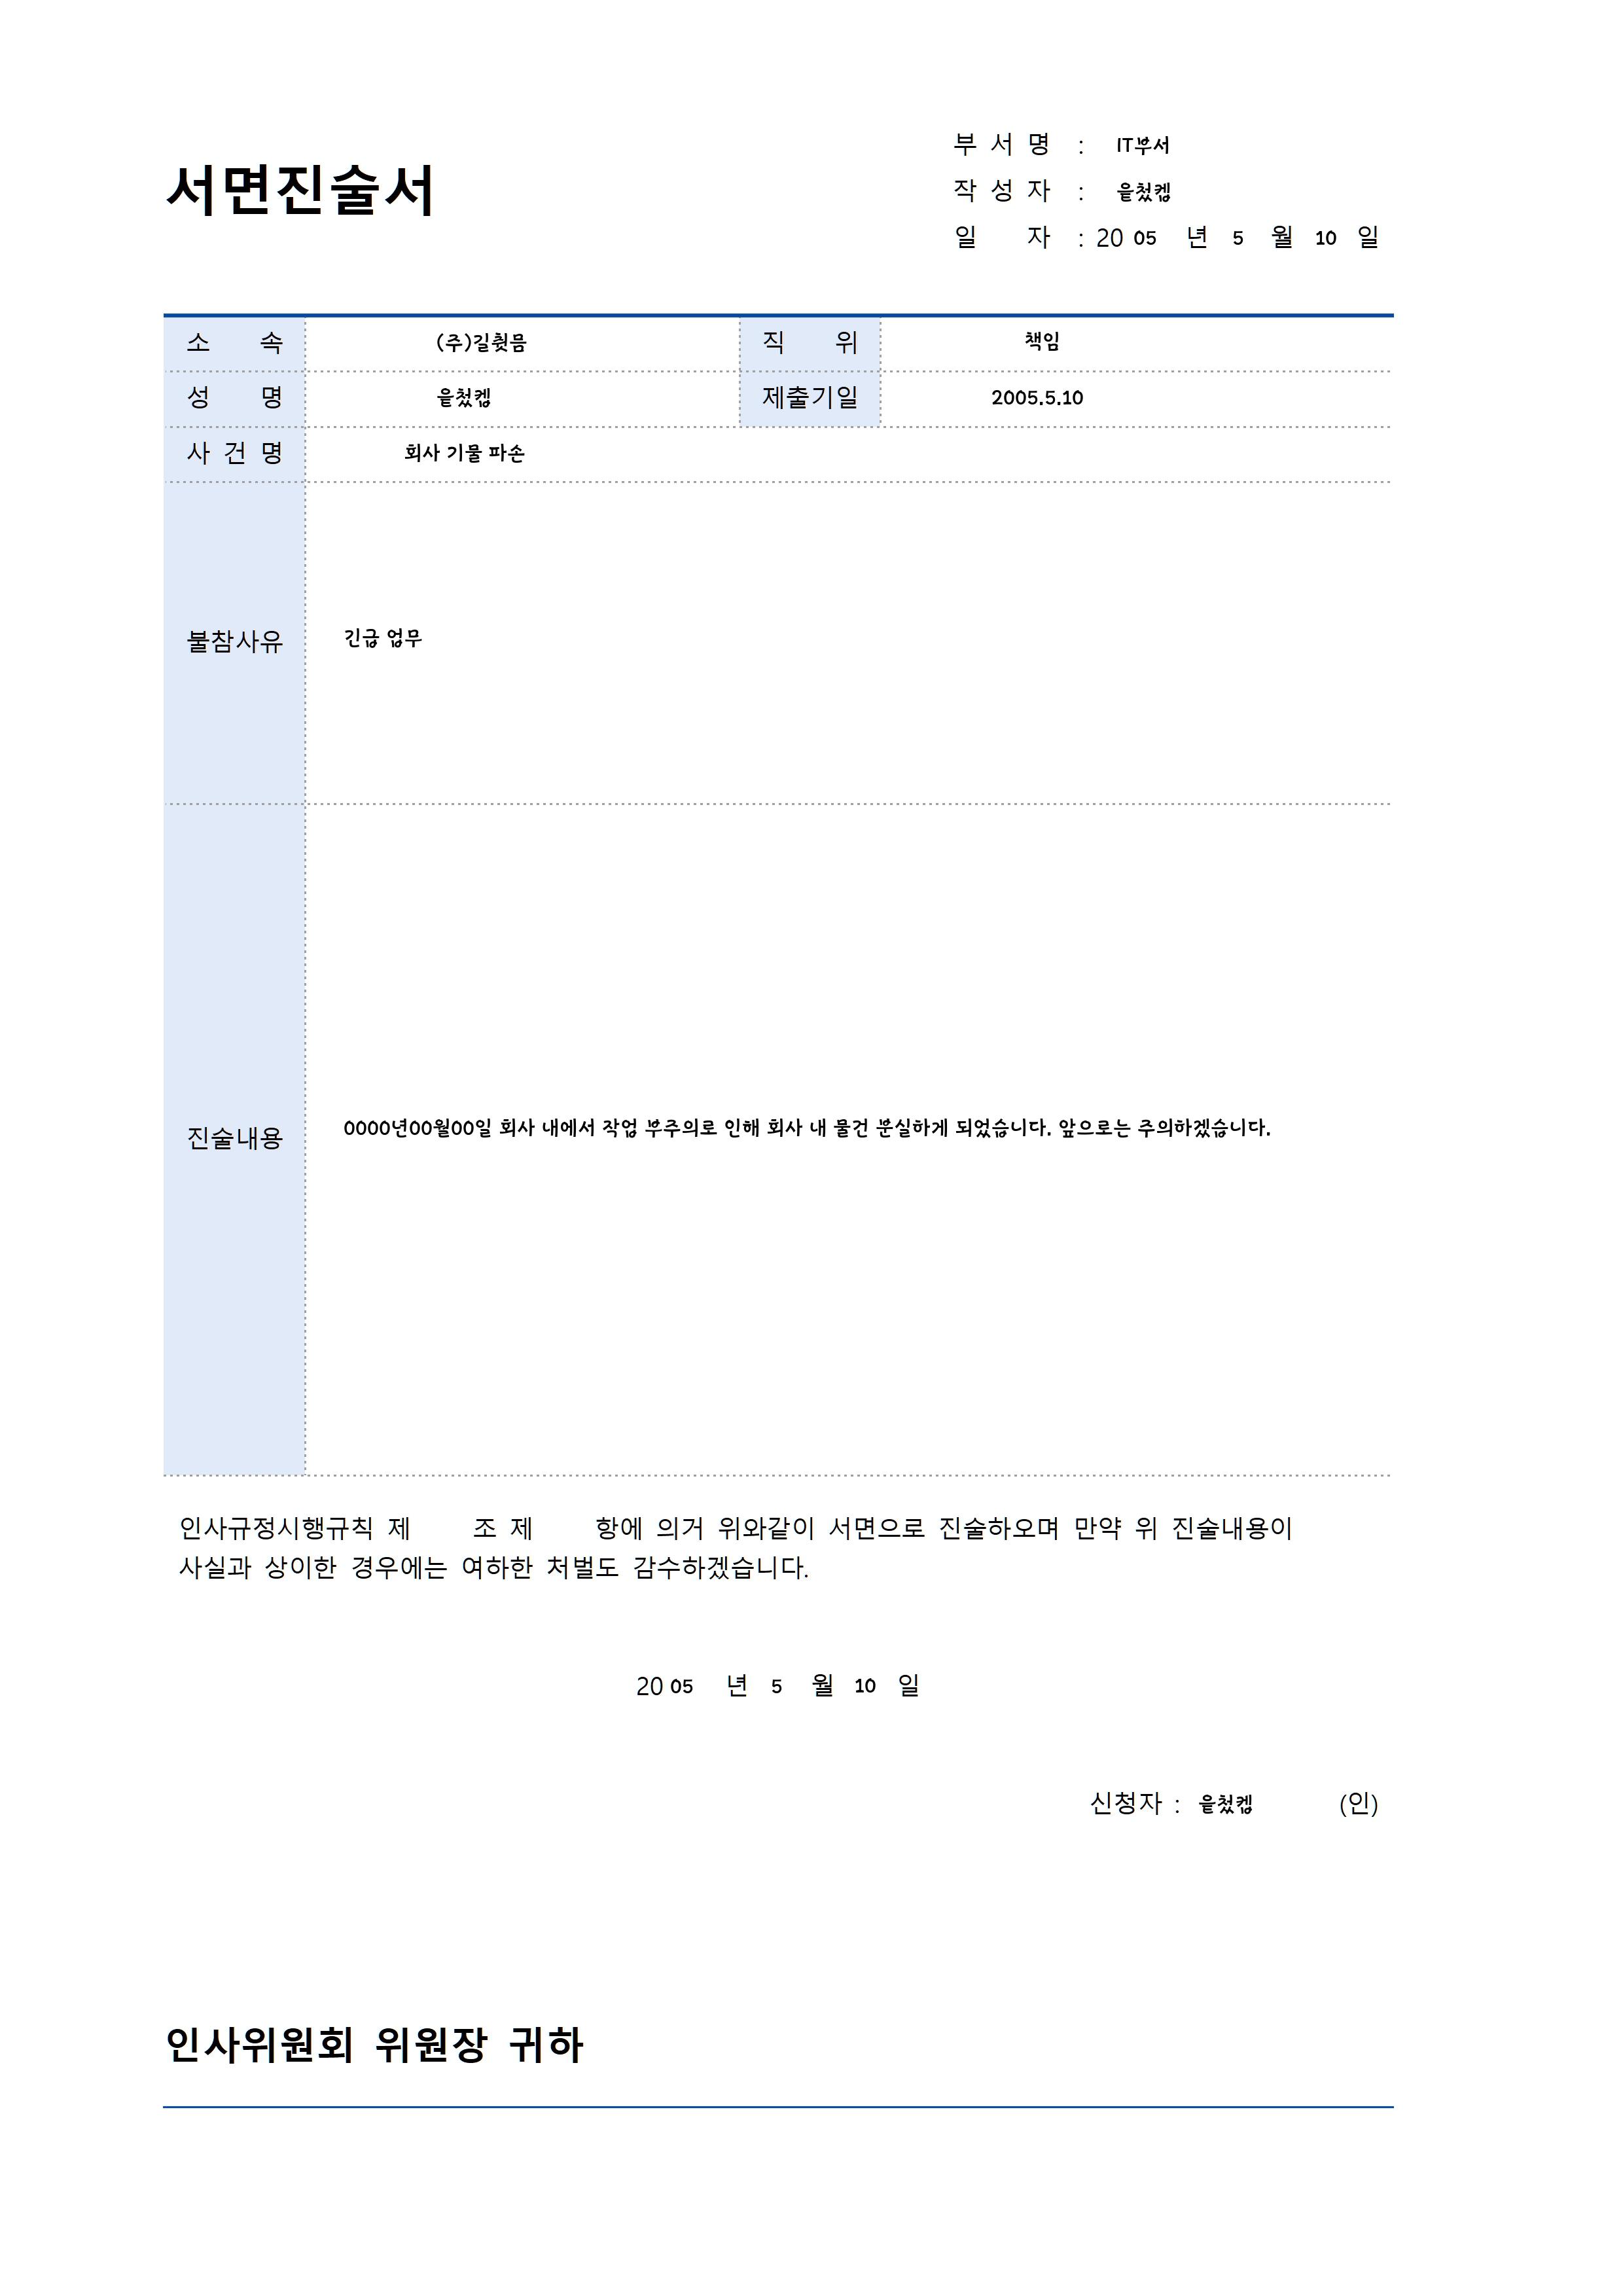 서면진술서
부 서 명 : IT부서
작 성 자 : 윤첬켑
일 자 : 20 05 년 5 월 10 일
소 속 (주)길췻믐 직 위 책임
성 명 윤첬켑 제출기일 2005.5.10
사 건 명 회사 기물 파손
불참사유 긴급 업무
진술내용 0000년00월00일 회사 내에서 작업 부주의로 인해 회사 내 물건 분실하게 되었습니다. 앞으로는 주의하겠습니다.
인사규정시행규칙 제 조 제 항에 의거 위와같이 서면으로 진술하오며 만약 위 진술내용이
사실과 상이한 경우에는 여하한 처벌도 감수하겠습니다.
20 05 년 5 월 10 일
신청자 : 윤첬켑 (인)
인사위원회 위원장 귀하